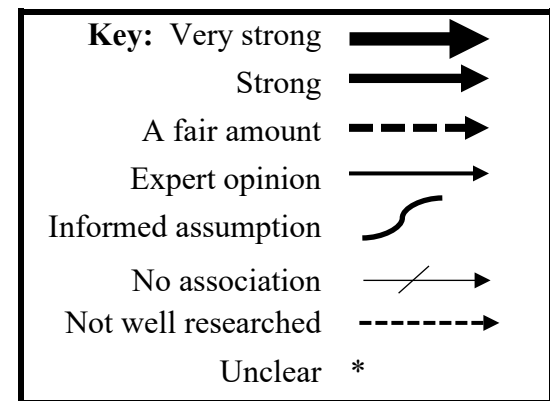 Key: Very strong
Strong
A fair amount
Expert opinion
Informed assumption
No association
Not well researched
Unclear *